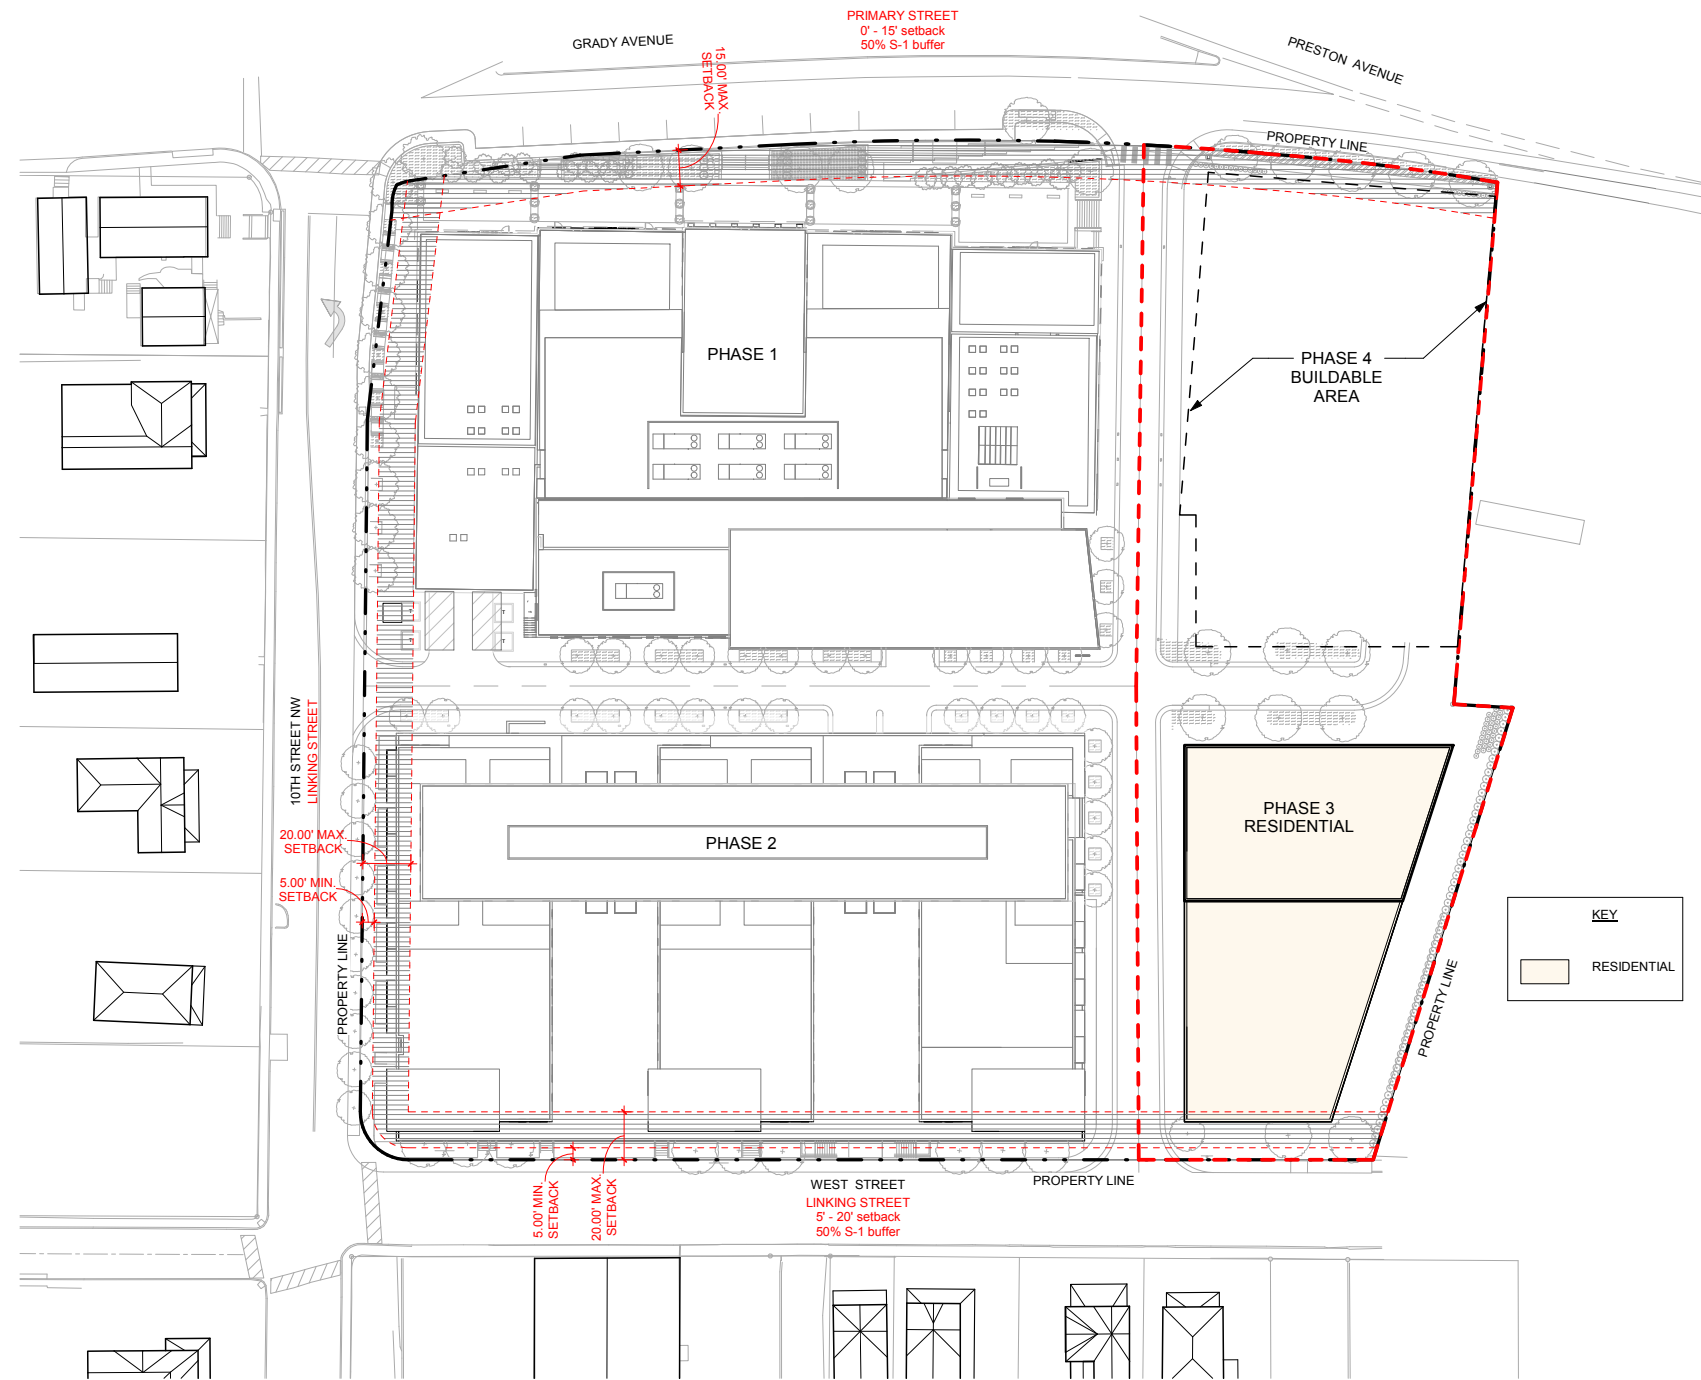 PRIMARY STREET
0' - 15' setback
50% S-1 buffer
GRADY AVENUE
PRESTON AVENUE
15.00' MAX.
SETBACK
PROPERTY LINE
PHASE 1
PHASE 4
BUILDABLE
AREA
10TH STREET NW
LINKING STREET
20.00' MAX.
SETBACK
5.00' MIN.
SETBACK
PROPERTY LINE
PHASE 2
PHASE 3
RESIDENTIAL
KEY
RESIDENTIAL
PROPERTY LINE
5.00' MIN.
SETBACK
20.00' MAX.
SETBACK
WEST STREET
LINKING STREET
5' - 20' setback
50% S-1 buffer
PROPERTY LINE